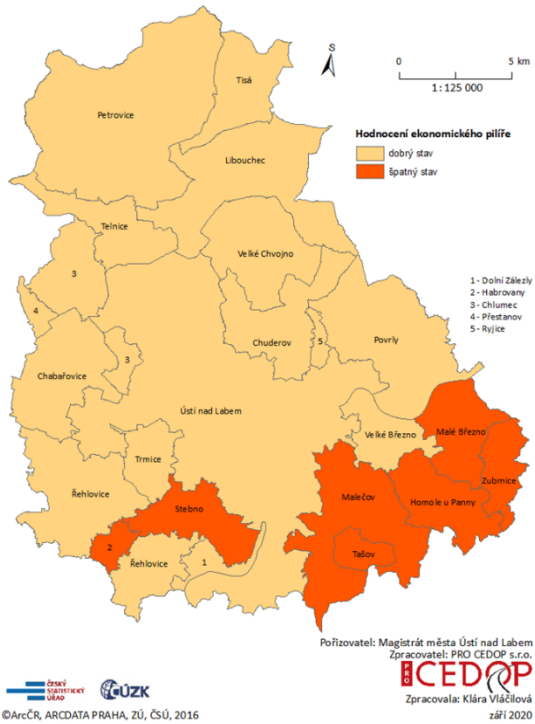 S
0 5 km
1:125 000
Tisá
Petrovice
Hodnocení ekonomického pilíře
dobrý stav
špatný stav
Libouchec
Telnice
Velké Chvojno
3
1 - Dolní Zálezly
2 - Habrovany
3 - Chlumec
4 - Přestanov
5 - Ryjice
4
Chuderov
5
Povrly
3
Chabařovice
Ústí nad Labem
Velké Březno
Malé Březno
Trmice
Zubrnice
Řehlovice
Malečov
Homole u Panny
Stebno
2
Řehlovice
1
Tašov
Pořizovatel: Magistrát města Ústí nad Labem
Zpracovatel: PRO CEDOP s.r.o.
PRO CEDOP
ČESKÝ
STATISTICKÝ
ÚŘAD
ČÚZK
Zpracovala: Klára Vláčilová
©ArcČR, ARCDATA PRAHA, ZÚ, ČSÚ, 2016
září 2020